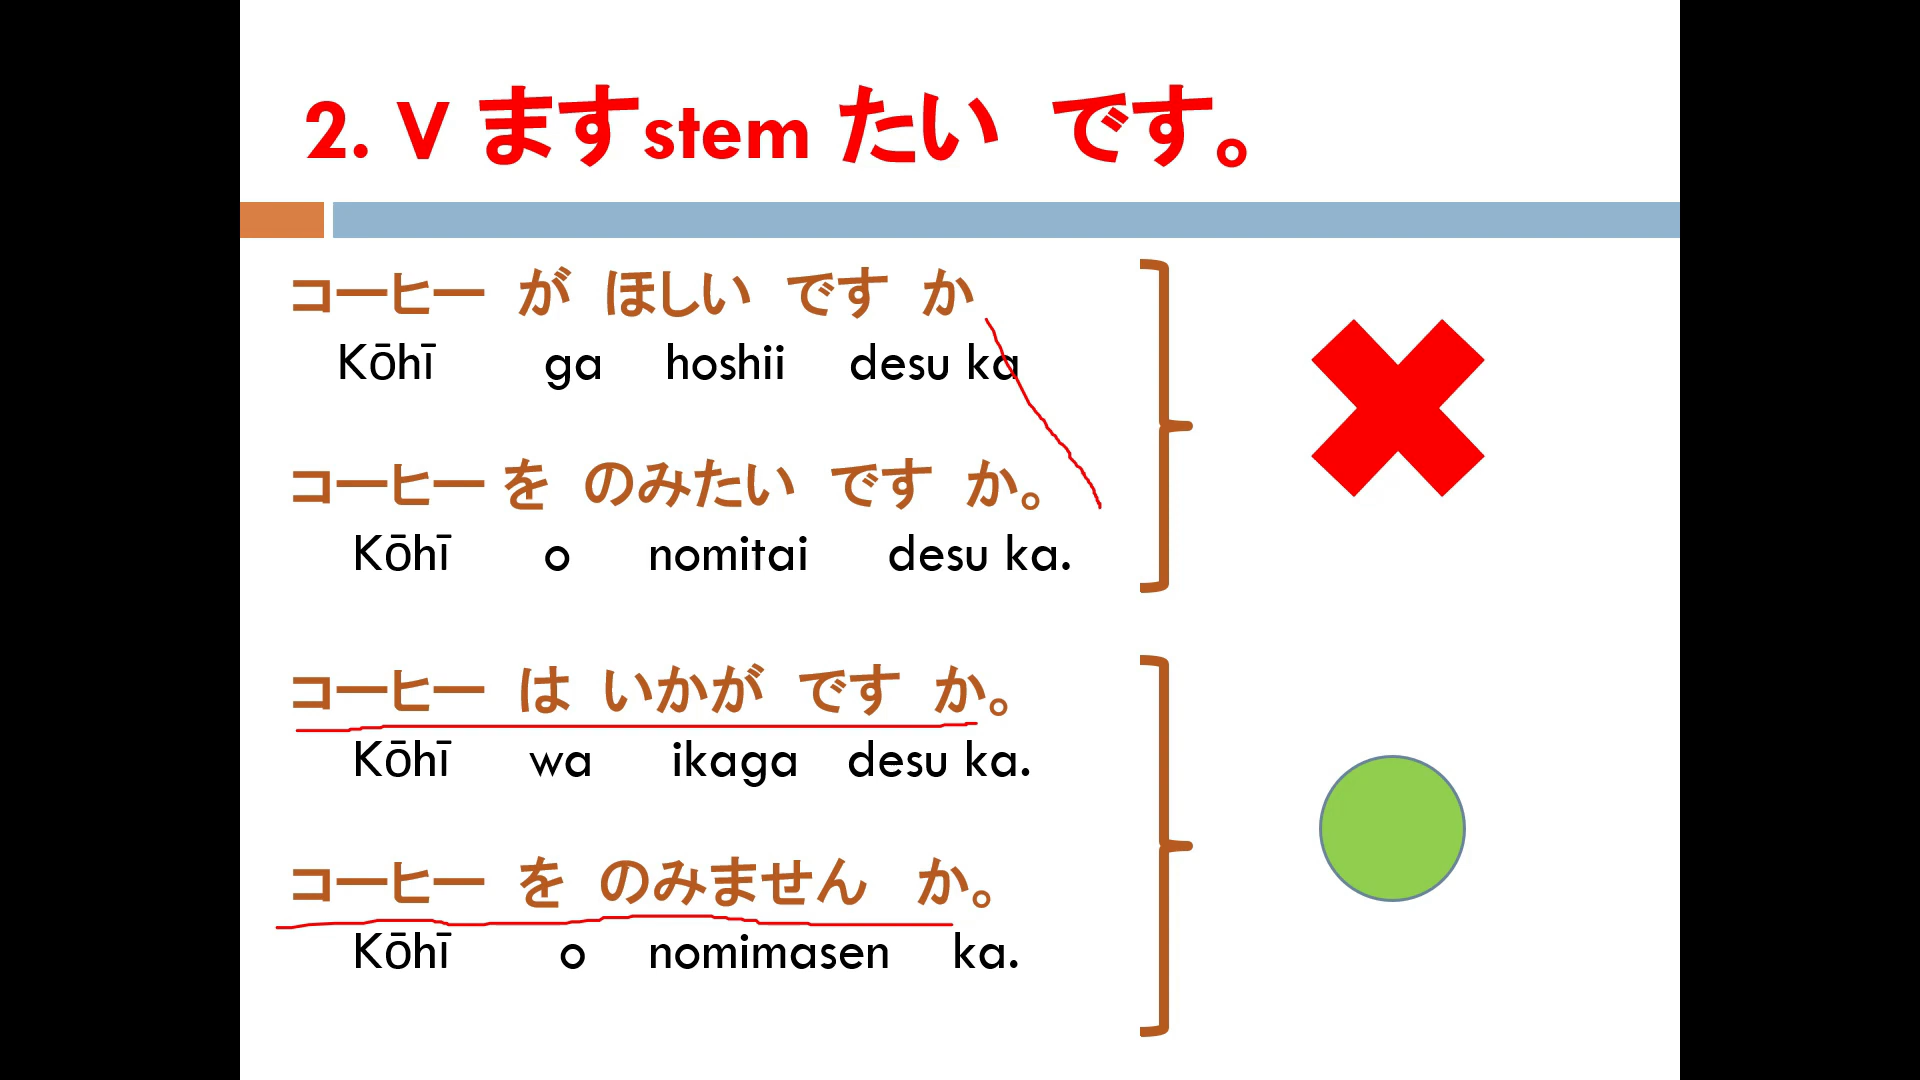 2. V ますstem たい です。
コーヒー が ほしい です か
Kōhī ga hoshii desu ka
コーヒー を のみたい です か。
Kōhī o nomitai desu ka.
コーヒー は いかが です か。
Kōhī wa ikaga desu ka.
コーヒー を のみません か。
Kōhī o nomimasen ka.